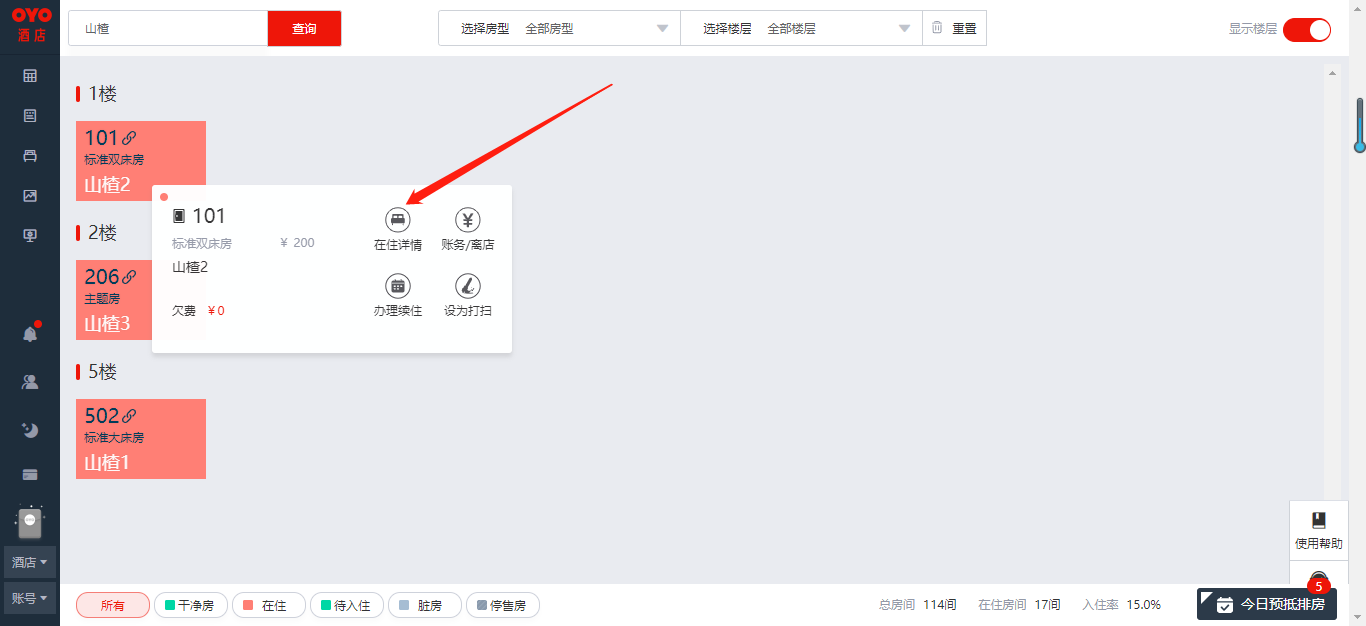 OYO
酒店
山楂
查询
选择房型 全部房型
选择楼层 全部楼层
重置
显示楼层
1楼
101
标准双床房
山楂2
2楼
206
主题房
山楂3
5楼
502
标准大床房
山楂1
101
标准双床房 ¥ 200
山楂2
欠费 ¥0
在住详情
账务/离店
办理续住
设为打扫
酒店
账号
使用帮助
5
今日预抵排房
所有
干净房
在住
待入住
脏房
停售房
总房间 114间
在住房间 17间
入住率 15.0%